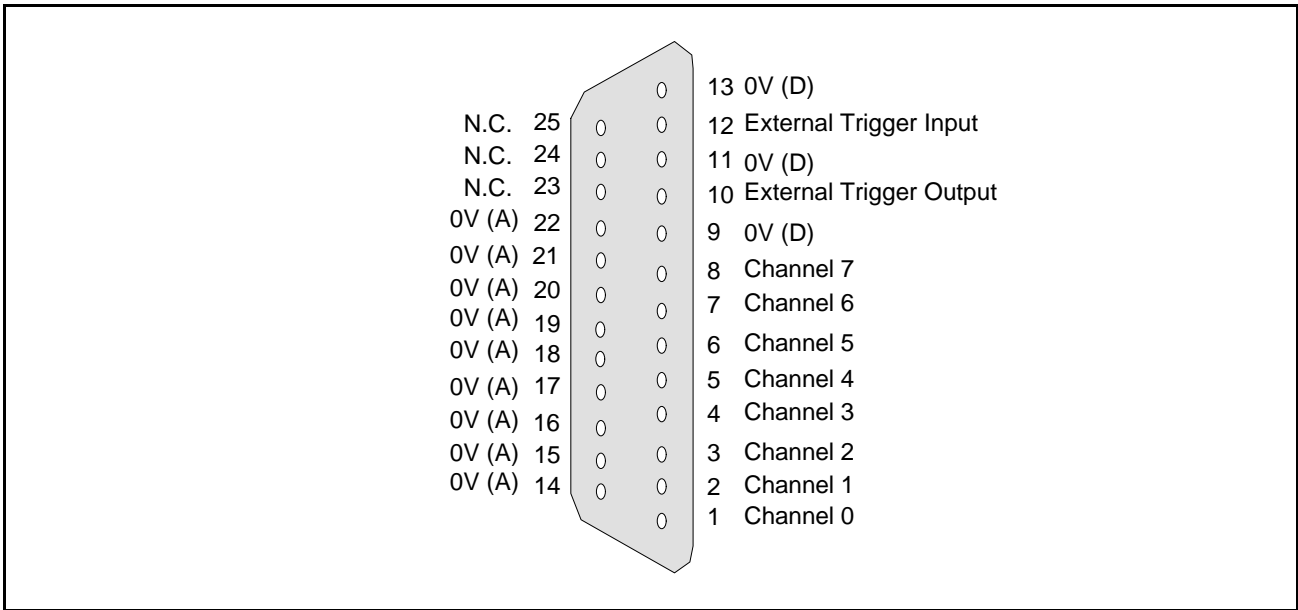 13 0V (D)
N.C. 25
12 External Trigger Input
N.C. 24
11 0V (D)
N.C. 23
10 External Trigger Output
0V (A) 22
9 0V (D)
0V (A) 21
8 Channel 7
0V (A) 20
7 Channel 6
0V (A) 19
6 Channel 5
0V (A) 18
5 Channel 4
0V (A) 17
4 Channel 3
0V (A) 16
3 Channel 2
0V (A) 15
2 Channel 1
0V (A) 14
1 Channel 0